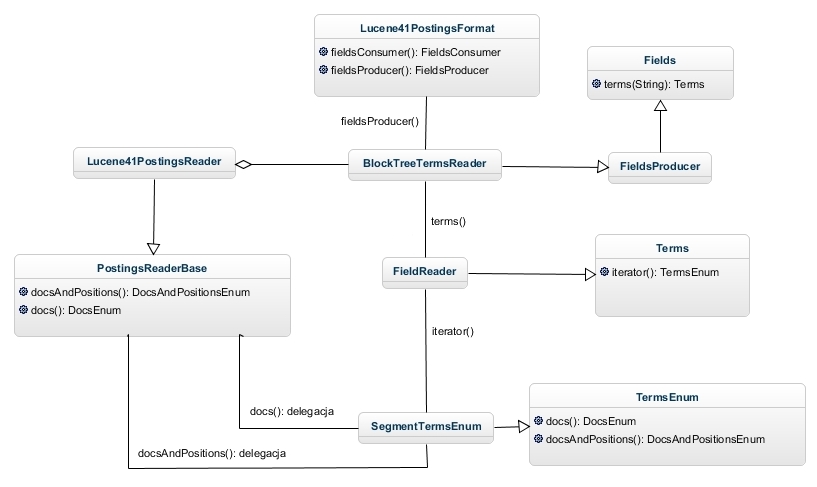 Lucene41PostingsFormat
fieldsConsumer(): FieldsConsumer
fieldsProducer(): FieldsProducer
Fields
terms(String): Terms
fieldsProducer()
Lucene41PostingsReader
BlockTreeTermsReader
FieldsProducer
terms()
PostingsReaderBase
docsAndPositions(): DocsAndPositionsEnum
docs(): DocsEnum
FieldReader
Terms
iterator(): TermsEnum
iterator()
docs(): delegacja
SegmentTermsEnum
TermsEnum
docs(): DocsEnum
docsAndPositions(): DocsAndPositionsEnum
docsAndPositions(): delegacja